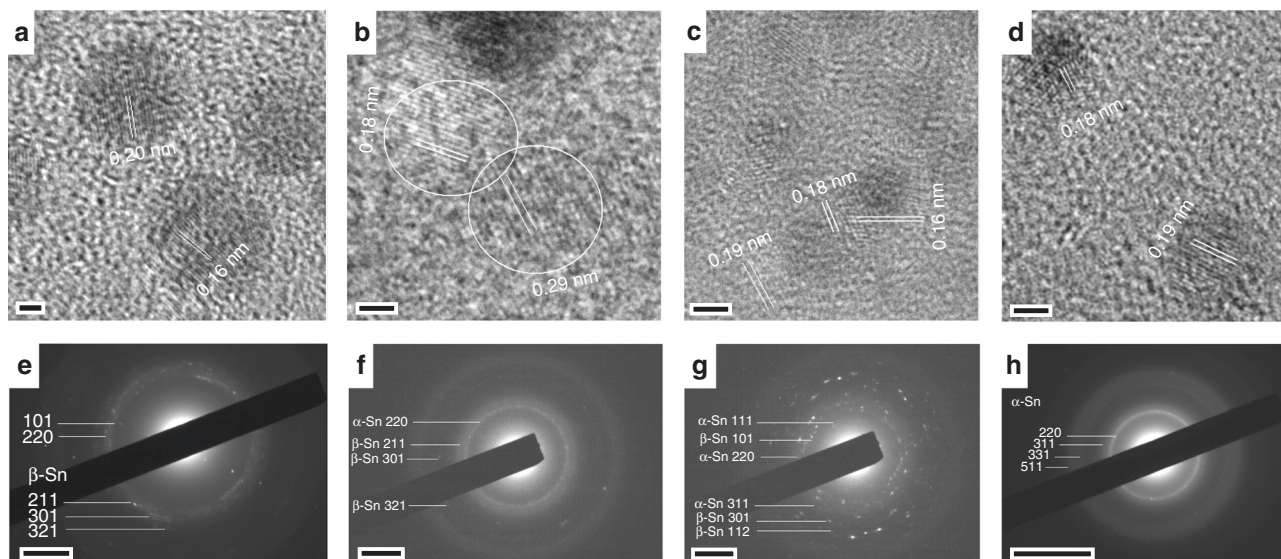 a
0.20 nm
0.16 nm
b
0.18 nm
0.29 nm
c
0.18 nm
0.16 nm
0.19 nm
d
0.18 nm
0.19 nm
e
101
220
β-Sn
211
301
321
f
α-Sn 220
β-Sn 211
β-Sn 301
β-Sn 321
g
α-Sn 111
β-Sn 101
α-Sn 220
α-Sn 311
β-Sn 301
β-Sn 112
h
α-Sn
220
311
331
511